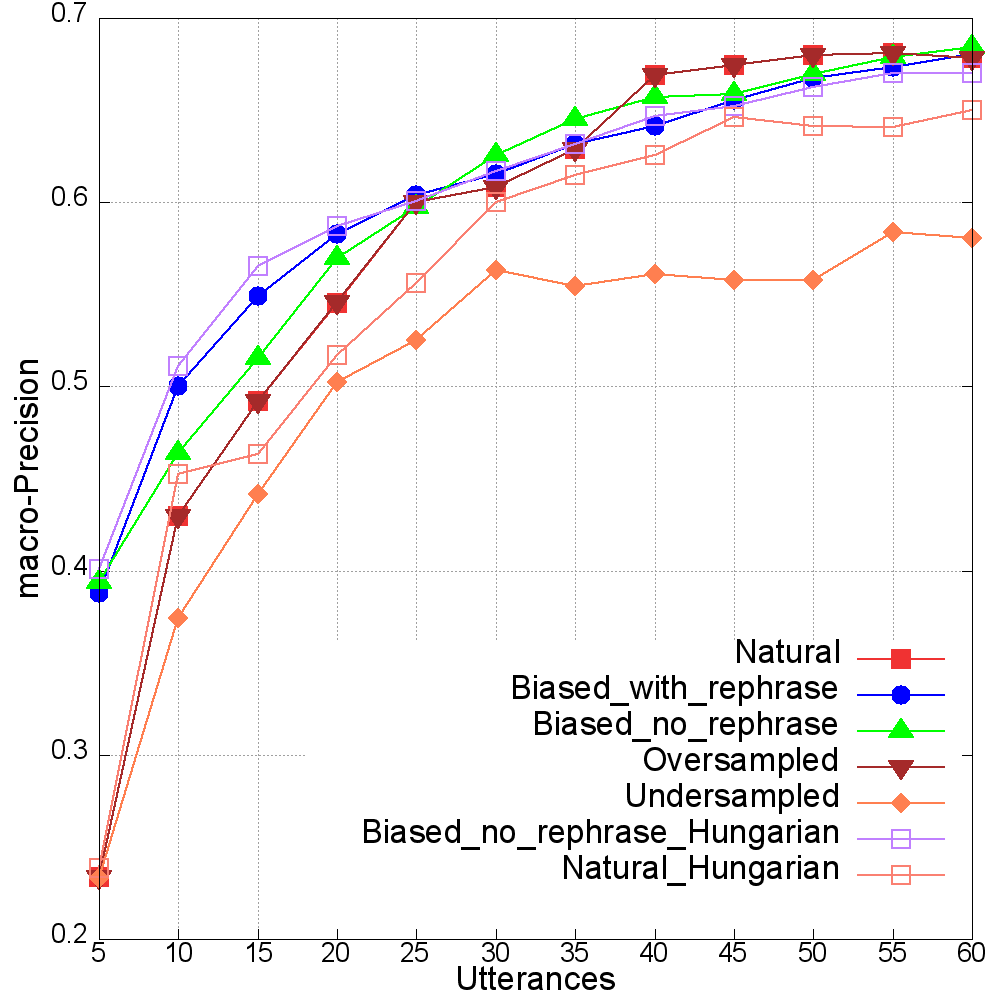 0.7
0.6
0.5
0.4
0.3
0.2
macro-Precision
Natural
Biased_with_rephrase
Biased_no_rephrase
Oversampled
Undersampled
Biased_no_rephrase_Hungarian
Natural_Hungarian
5 10 15 20 25 30 35 40 45 50 55 60
Utterances